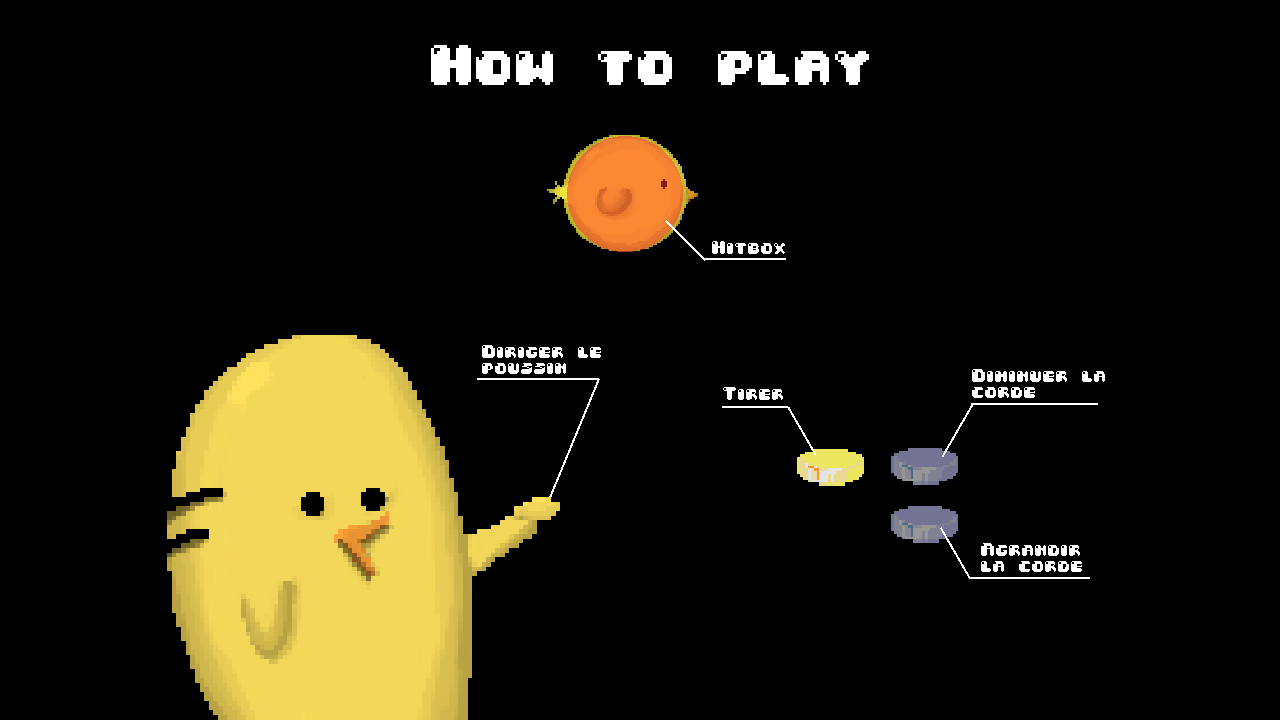 How to play
Hitbox
Diriger le
poussin
Tirer
Diminuer la
corde
Agrandir
la corde